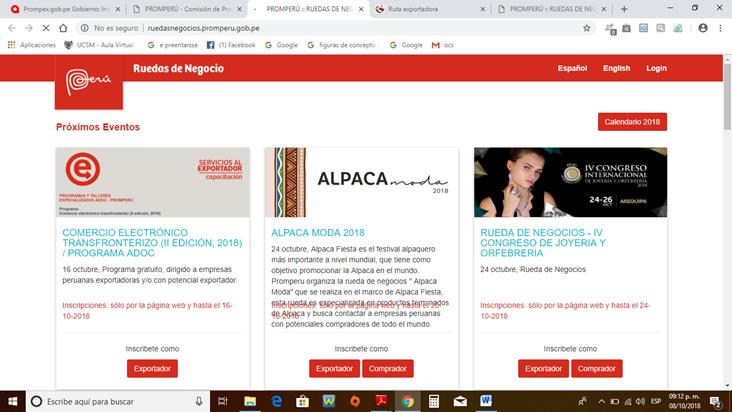 Prompex.gob.pe Gobierno: Ins
PROMPERÚ - Comisión de Pro
PROMPERÚ :: RUEDAS DE NEG
Ruta exportadora
PROMPERÚ :: RUEDAS DE NEG
No es seguro | ruedasnegocios.promperu.gob.pe
Aplicaciones UCSM - Aula Virtual e preentarsse (1) Facebook Google figuras de concepto Google Gmail ocs
Perú Ruedas de Negocio Español English Login
Próximos Eventos Calendario 2018
e
SERVICIOS AL
EXPORTADOR
capacitación
PROGRAMAS Y TALLERES
ESPECIALIZADOS ADOC - PROMPERÚ
Programa:
Comercio electrónico transfronterizo (II edición, 2018)
COMERCIO ELECTRÓNICO
TRANSFRONTERIZO (II EDICIÓN, 2018)
/ PROGRAMA ADOC
16 octubre, Programa gratuito, dirigido a empresas
peruanas exportadoras y/o con potencial exportador.
Inscripciones: sólo por la página web y hasta el 16-
10-2018
Inscribete como
Exportador
ALPACA moda
2018
ALPACA MODA 2018
24 octubre, Alpaca Fiesta es el festival alpaquero
más importante a nivel mundial, que tiene como
objetivo promocionar la Alpaca en el mundo.
Promperu organiza la rueda de negocios " Alpaca
Moda" que se realiza en el marco de Alpaca Fiesta,
esta rueda es especializada en productos terminados
de Alpaca y busca contactar a empresas peruanas
con potenciales compradores de todo el mundo.
Inscripciones: sólo por la página web y hasta el
10-2018
Inscribete como
Exportador Comprador
IV CONGRESO
INTERNACIONAL
DE JOYERIA Y ORFEBRERIA
2018
24-26
OCT AREQUIPA
RUEDA DE NEGOCIOS - IV
CONGRESO DE JOYERIA Y
ORFEBRERIA
24 octubre, Rueda de Negocios
Inscripciones: sólo por la página web y hasta el 24-
10-2018
Inscribete como
Exportador Comprador
Escribe aquí para buscar
ESP
09:12 p. m.
08/10/2018